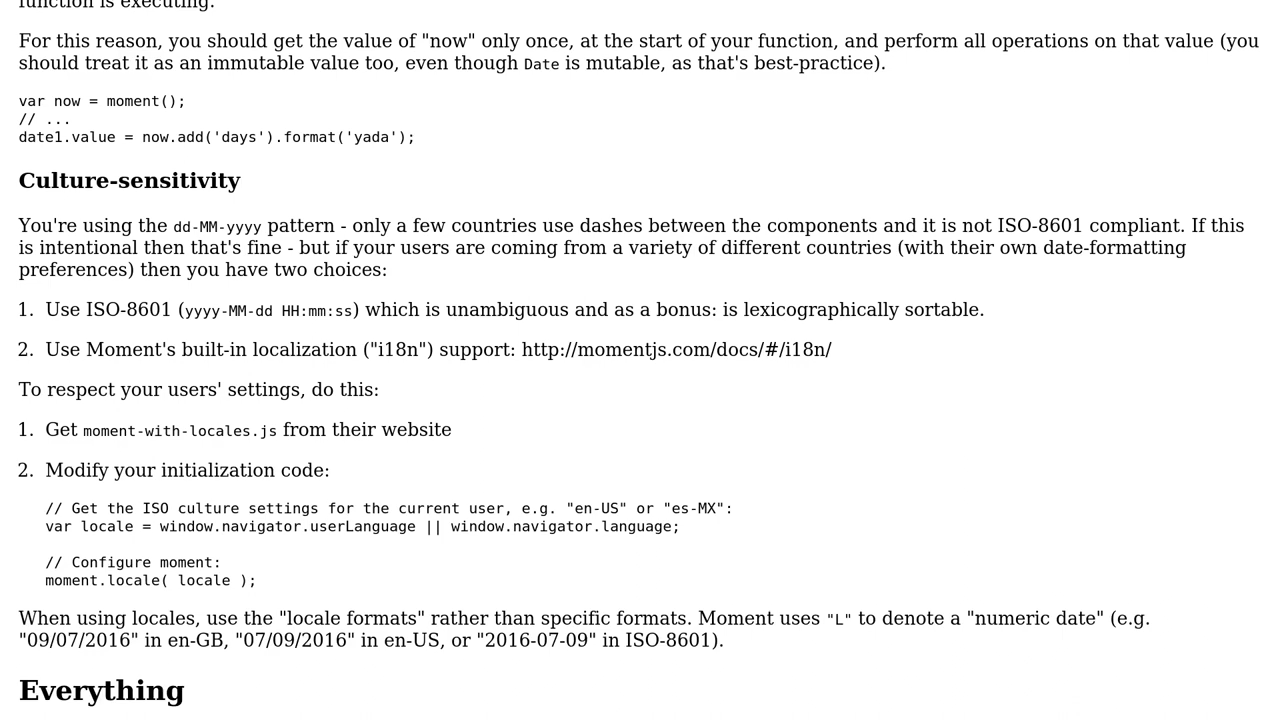 function is executing.
For this reason, you should get the value of "now" only once, at the start of your function, and perform all operations on that value (you
should treat it as an immutable value too, even though Date is mutable, as that's best-practice).
var now = moment();
// ...
date1.value = now.add('days').format('yada');
Culture-sensitivity
You're using the dd-MM-yyyy pattern - only a few countries use dashes between the components and it is not ISO-8601 compliant. If this
is intentional then that's fine - but if your users are coming from a variety of different countries (with their own date-formatting
preferences) then you have two choices:
1. Use ISO-8601 (yyyy-MM-dd HH:mm:ss) which is unambiguous and as a bonus: is lexicographically sortable.
2. Use Moment's built-in localization ("i18n") support: http://momentjs.com/docs/#/i18n/
To respect your users' settings, do this:
1. Get moment-with-locales.js from their website
2. Modify your initialization code:
// Get the ISO culture settings for the current user, e.g. "en-US" or "es-MX":
var locale = window.navigator.userLanguage || window.navigator.language;
// Configure moment:
moment.locale( locale );
When using locales, use the "locale formats" rather than specific formats. Moment uses "L" to denote a "numeric date" (e.g.
"09/07/2016" in en-GB, "07/09/2016" in en-US, or "2016-07-09" in ISO-8601).
Everything